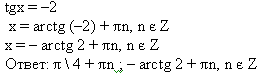 tgx = –2
x = arctg (–2) + πn, n є Z
x = – arctg 2 + πn, n є Z
Ответ: π \ 4 + πn ; – arctg 2 + πn, n є Z